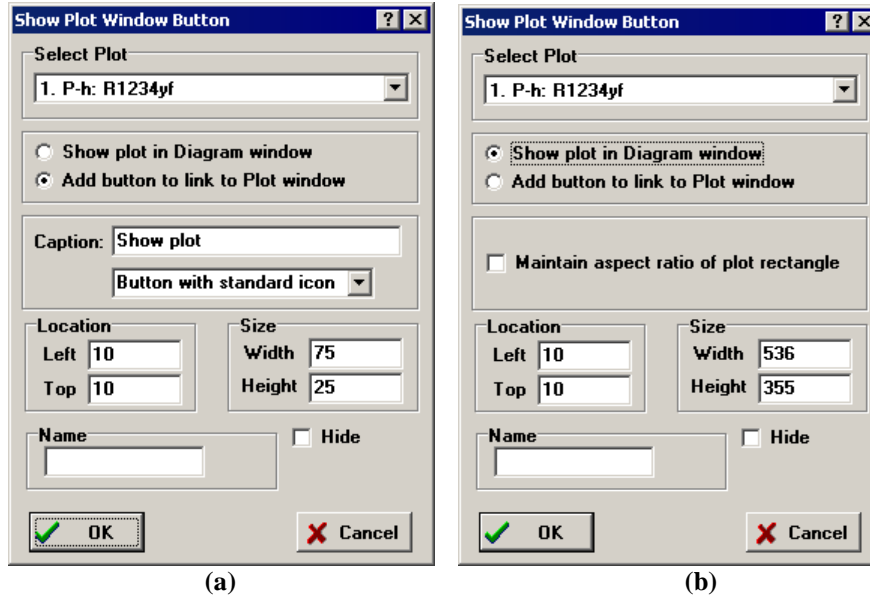 Show Plot Window Button
Select Plot
1. P-h: R1234yf
Show plot in Diagram window
Add button to link to Plot window
Caption: Show plot
Button with standard icon
Location
Left 10
Top 10
Size
Width 75
Height 25
Name
Hide
OK
Cancel
(a)
Show Plot Window Button
Select Plot
1. P-h: R1234yf
Show plot in Diagram window
Add button to link to Plot window
Maintain aspect ratio of plot rectangle
Location
Left 10
Top 10
Size
Width 536
Height 355
Name
Hide
OK
Cancel
(b)